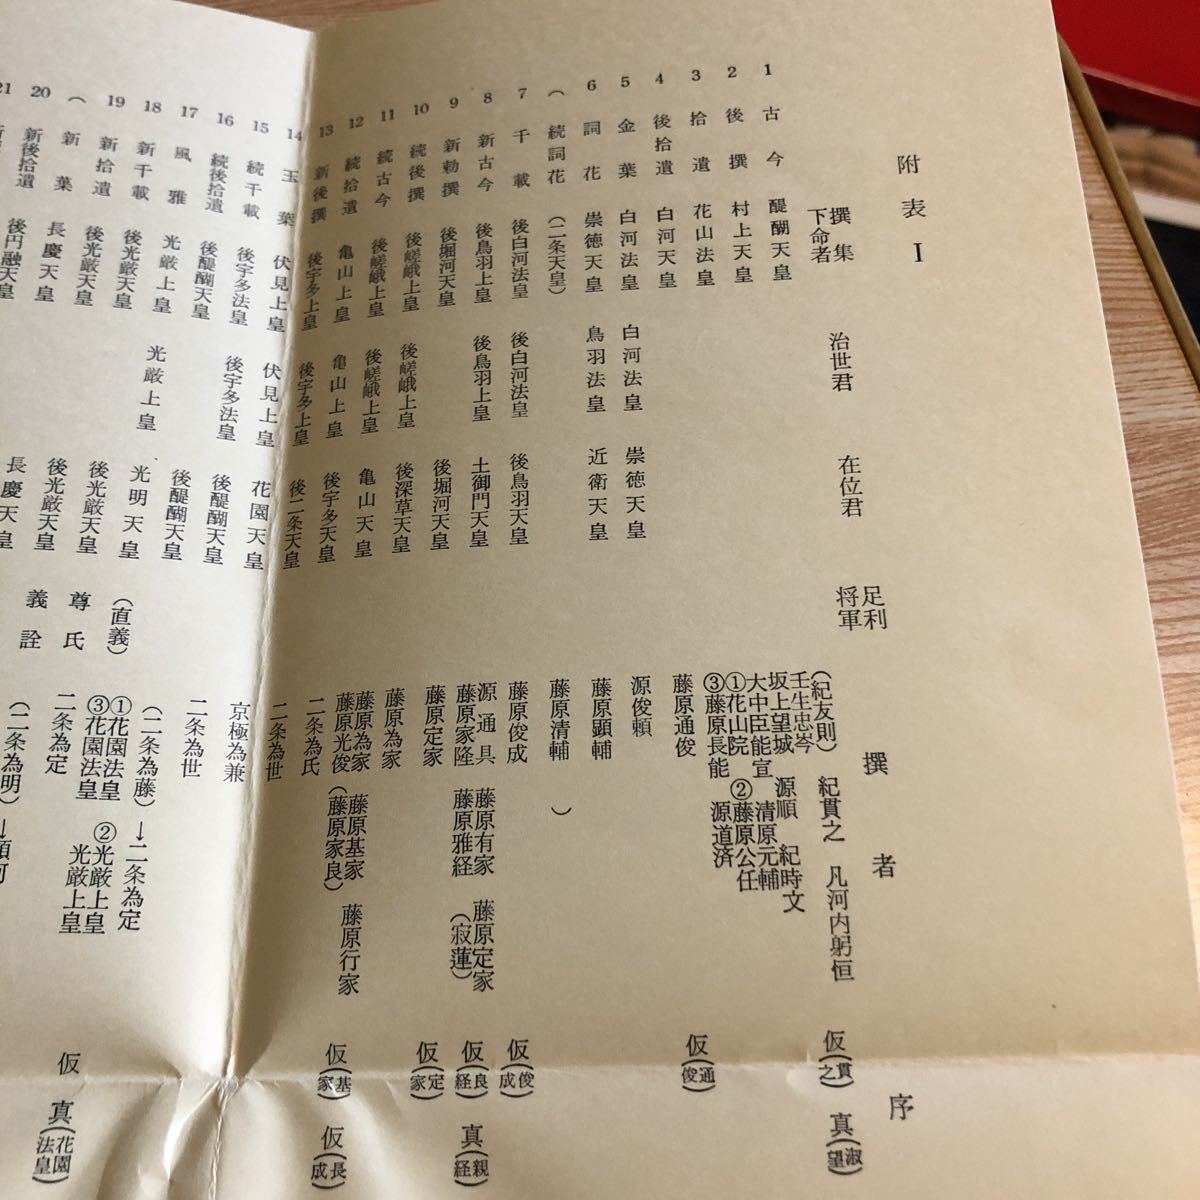 附表 I
撰集下命者 治世君 在位君 足利将軍 撰者 序
1 古今 醍醐天皇 (紀友則) 紀貫之 凡河内躬恒 仮(貫之) 真(淑望)
壬生忠岑
2 後撰 村上天皇 坂上望城 源順 紀時文
大中臣能宣 清原元輔
3 拾遺 花山法皇 ①花山院 ②藤原公任
③藤原長能 源道済
4 後拾遺 白河天皇 藤原通俊 仮(通俊)
5 金葉 白河法皇 白河法皇 崇徳天皇 源俊頼
6 詞花 崇徳天皇 鳥羽法皇 近衛天皇 藤原顕輔
( 続詞花 (二条天皇) 藤原清輔 )
7 千載 後白河法皇 後白河法皇 後鳥羽天皇 藤原俊成 仮(俊成)
8 新古今 後鳥羽上皇 後鳥羽上皇 土御門天皇 源通具 藤原有家 藤原定家 仮(良経) 真(親経)
藤原家隆 藤原雅経 (寂蓮)
9 新勅撰 後堀河天皇 後堀河天皇 藤原定家 仮(定家)
10 続後撰 後嵯峨上皇 後嵯峨上皇 後深草天皇 藤原為家
11 続古今 後嵯峨上皇 後嵯峨上皇 亀山天皇 藤原為家 藤原基家 藤原行家 仮(基家) 仮(長成)
藤原光俊 (藤原家良)
12 続拾遺 亀山上皇 亀山上皇 後宇多天皇 二条為氏
13 新後撰 後宇多上皇 後宇多上皇 後二条天皇 二条為世
14 玉葉 伏見上皇 伏見上皇 花園天皇 京極為兼
15 続千載 後宇多法皇 後宇多法皇 後醍醐天皇 二条為世
16 続後拾遺 後醍醐天皇 後醍醐天皇 (二条為藤)→二条為定
17 風雅 光厳上皇 光厳上皇 光明天皇 (直義) ①花園法皇 ②光厳上皇 仮 真(花園法皇)
③花園法皇 光厳上皇
18 新千載 後光厳天皇 後光厳天皇 尊氏 二条為定
19 新拾遺 後光厳天皇 後光厳天皇 義詮 (二条為明)→
( 新葉 長慶天皇 長慶天皇
20 新後拾遺 後円融天皇
21